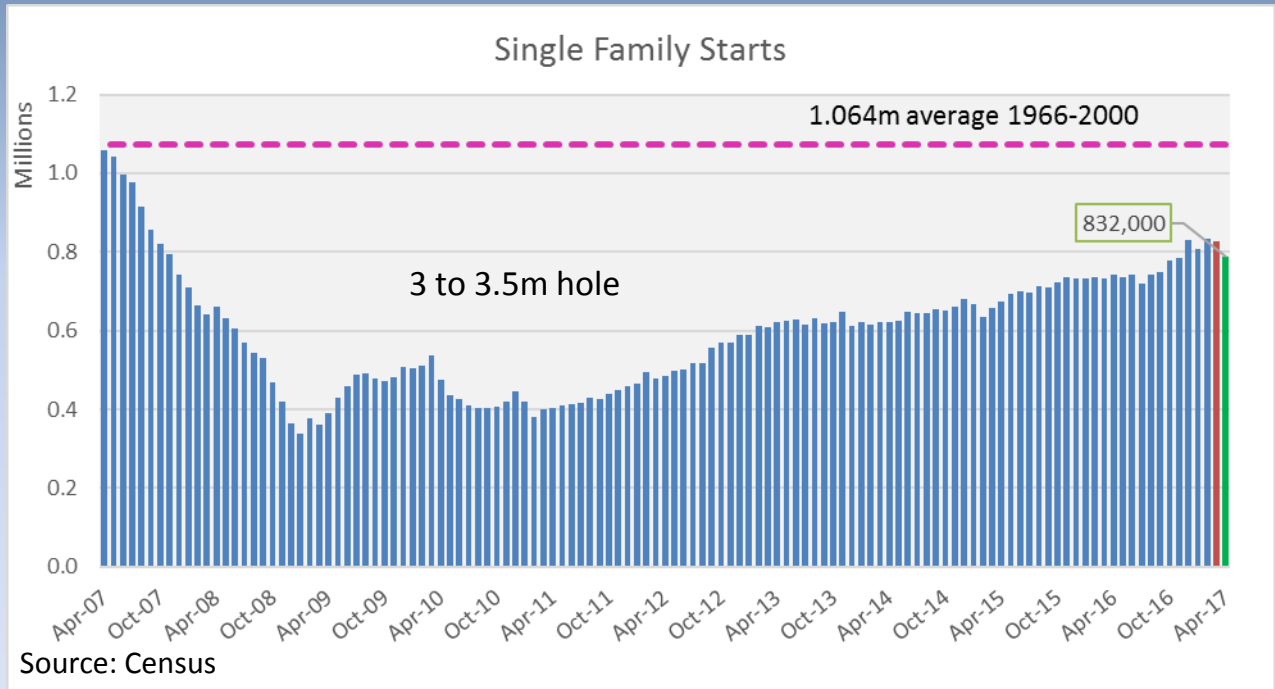 Single Family Starts
Millions
1.2
1.0
0.8
0.6
0.4
0.2
0.0
1.064m average 1966-2000
832,000
3 to 3.5m hole
Apr-07
Oct-07
Apr-08
Oct-08
Apr-09
Oct-09
Apr-10
Oct-10
Apr-11
Oct-11
Apr-12
Oct-12
Apr-13
Oct-13
Apr-14
Oct-14
Apr-15
Oct-15
Apr-16
Oct-16
Apr-17
Source: Census